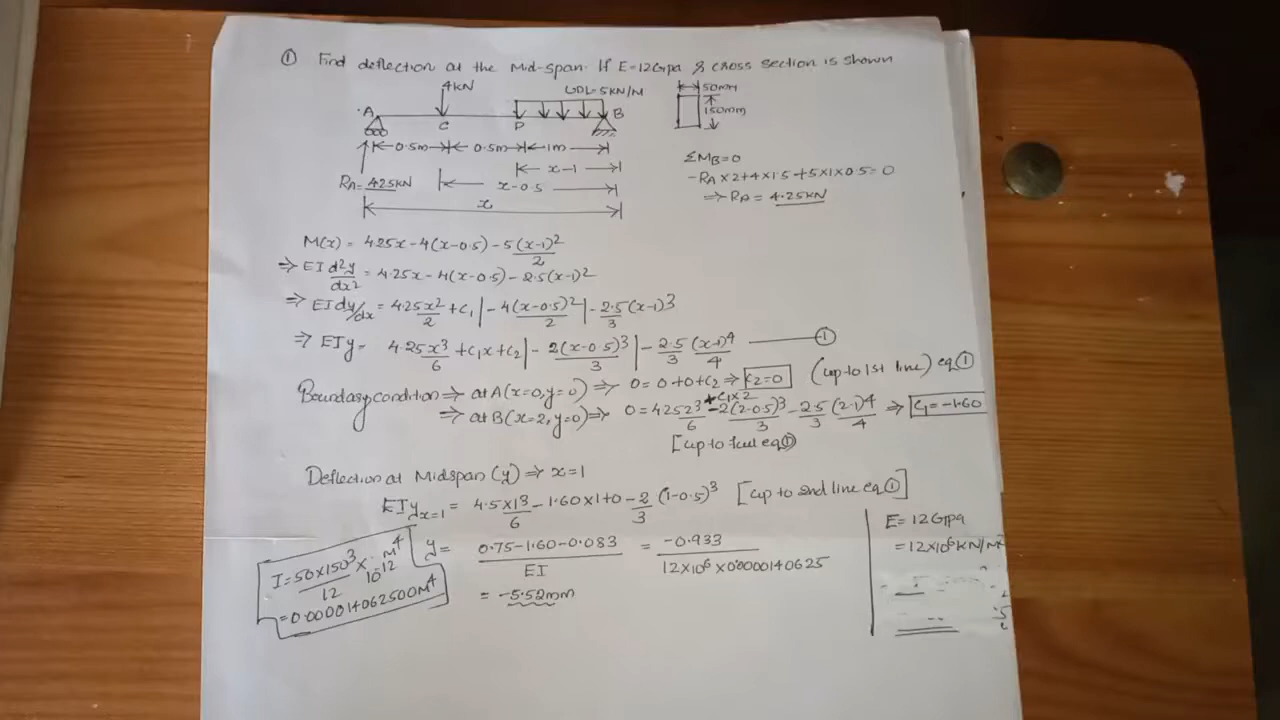 ① Find deflection at the Mid-span. If E=12Gpa & cross section is shown
4KN
UDL=5KN/M
50mm
A
B
150mm
C
D
0.5m 0.5m 1m
x-1
ΣMB=0
RA=4.25KN
x-0.5
-RA×2+4×1.5+5×1×0.5=0
x
⇒ RA= 4.25KN
M(x)= 4.25x-4(x-0.5)-5(x-1)²/2
⇒ EI d²y/dx² = 4.25x-4(x-0.5)-2.5(x-1)²
⇒ EI dy/dx = 4.25x²/2 + C₁ | - 4(x-0.5)²/2 | - 2.5/3 (x-1)³
⇒ EIy= 4.25x³/6 + C₁x + C₂ | - 2(x-0.5)³/3 | - 2.5/3 (x-1)⁴/4 — ①
Boundary condition ⇒ at A(x=0,y=0) ⇒ 0=0+0+C₂ ⇒ C₂=0 (up to 1st line) eq ①
⇒ at B(x=2,y=0) ⇒ 0=4.25 2³/6 +C₁×2 -2(2-0.5)³/3 - 2.5/3 (2-1)⁴/4 ⇒ C₁=-1.60
[up to full eq ①]
Deflection at Midspan (y) ⇒ x=1
EIy x=1 = 4.5×1³/6 - 1.60×1+0 - 2/3 (1-0.5)³ [up to 2nd line eq ①]
E= 12Gpa
=12×10⁶KN/M²
I=50×150³/12 × 10⁻¹² M⁴
=0.000014062500M⁴
y= 0.75-1.60-0.083/EI = -0.933/12×10⁶×0.0000140625
= -5.52mm